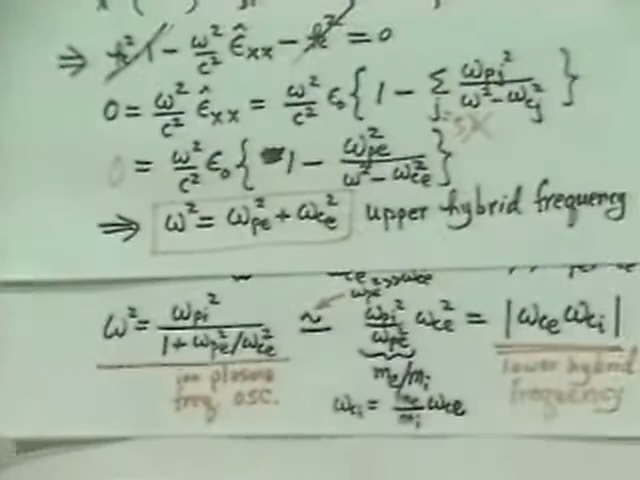 ⇒ k² 1 - ω²/c² ε̂xx - k² = 0
0 = ω²/c² ε̂xx = ω²/c² ε₀ { 1 - Σj ωpj²/(ω² - ωcj²) }
0 = ω²/c² ε₀ { 1 - ωpe²/(ω² - ωce²) }
⇒ ω² = ωpe² + ωce² upper hybrid frequency
ω² = ωpi²/(1 + ωpe²/ωce²) ≃ ωpi²/ωpe² ωce² = |ωce ωci|
ion plasma freq. osc.
me/mi
lower hybrid frequency
ωci = me/mi ωce